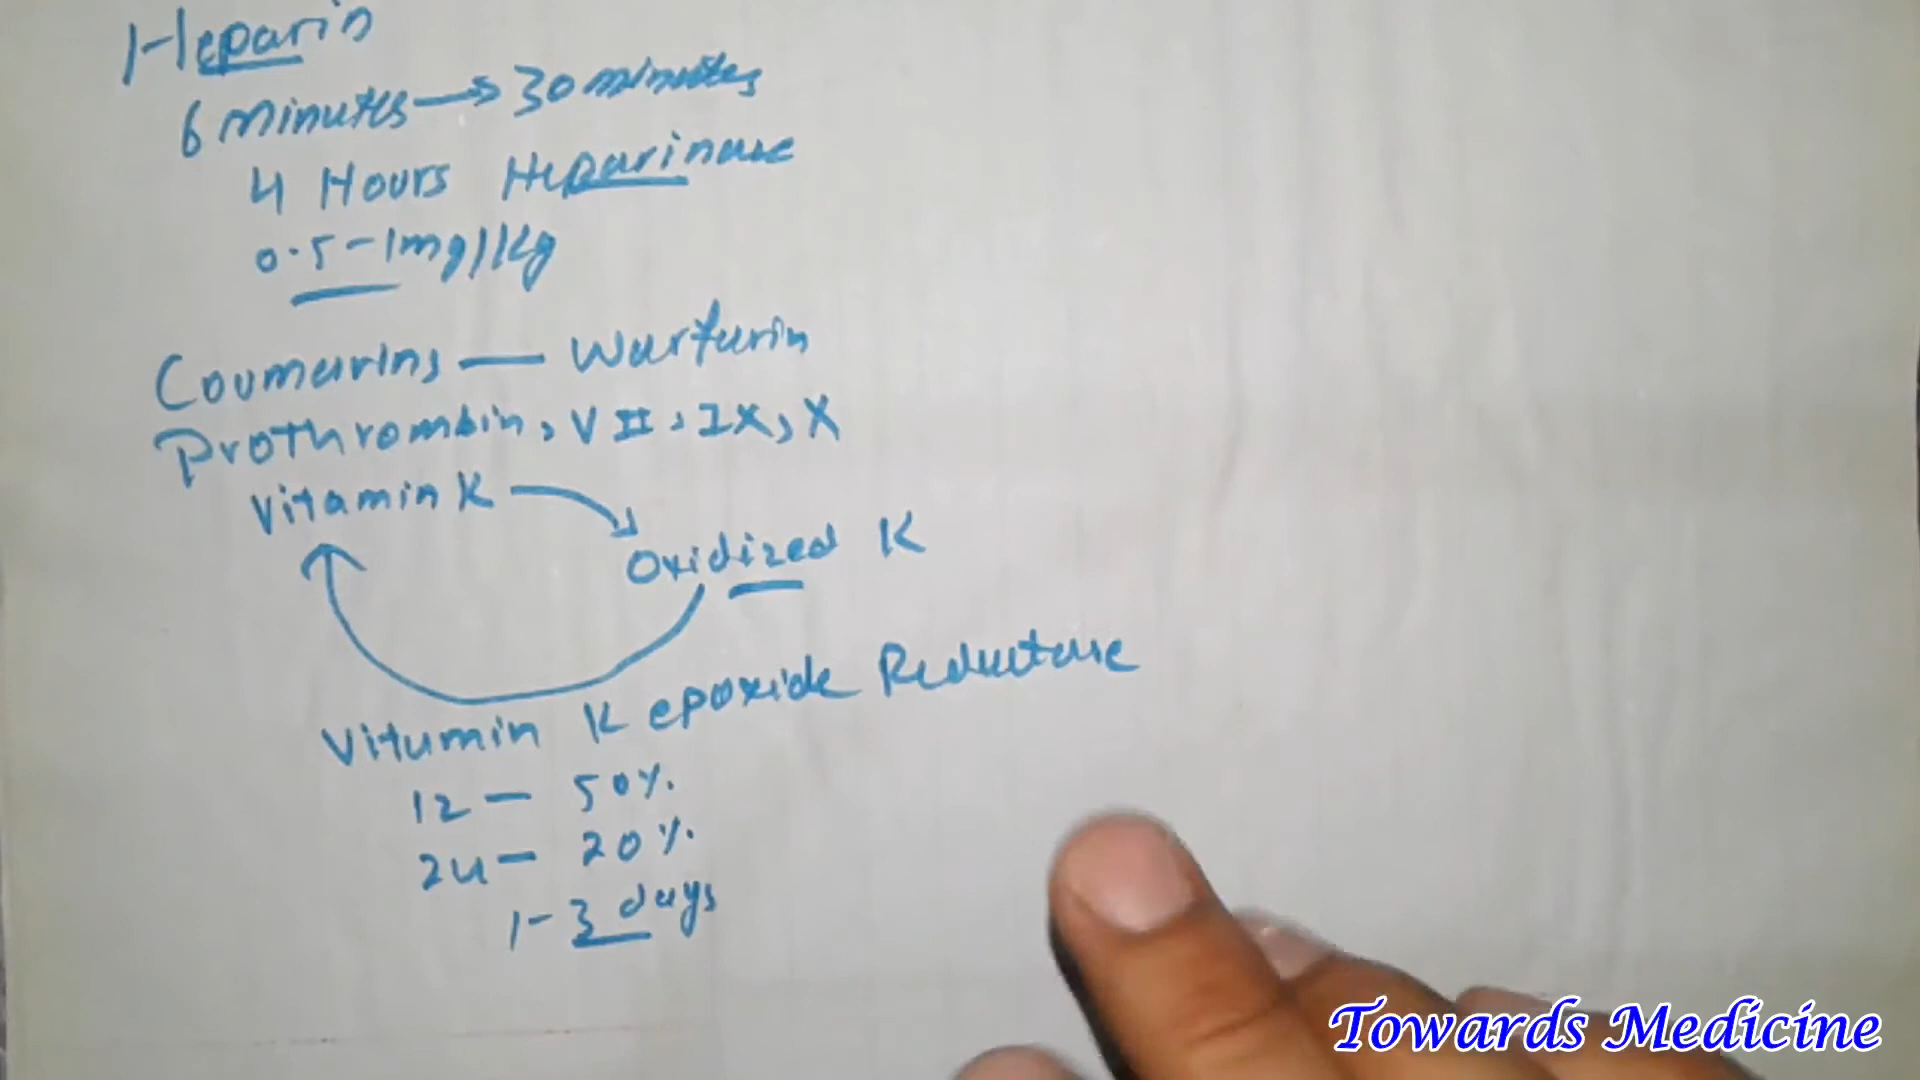 Heparin
6 Minutes → 30 minutes
4 Hours Heparinase
0.5-1mg/Kg
Coumarins — Warfarin
Prothrombin, VII, IX, X
Vitamin K →
Oxidized K
Vitamin K epoxide Reductase
12 - 50%.
24 - 20%.
1-3 days
Towards Medicine